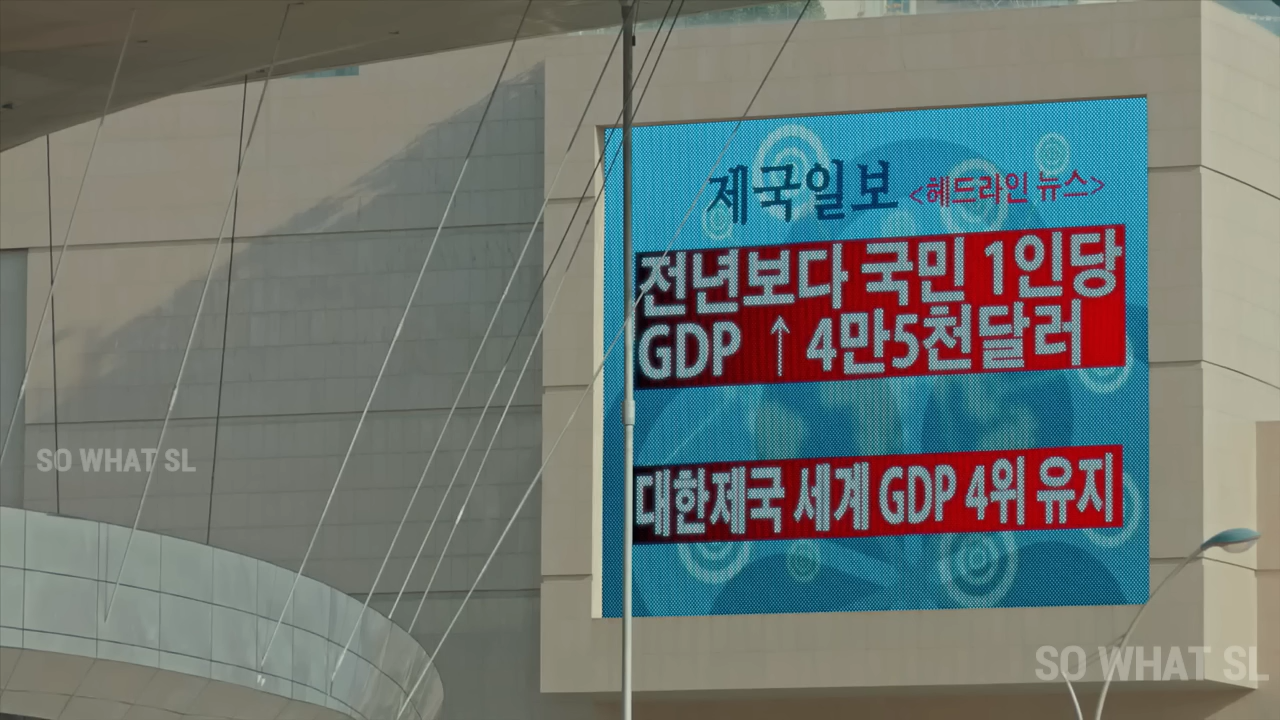 제국일보 <헤드라인 뉴스>
전년보다 국민 1인당
GDP ↑ 4만5천달러
대한제국 세계 GDP 4위 유지
SO WHAT SL
SO WHAT SL